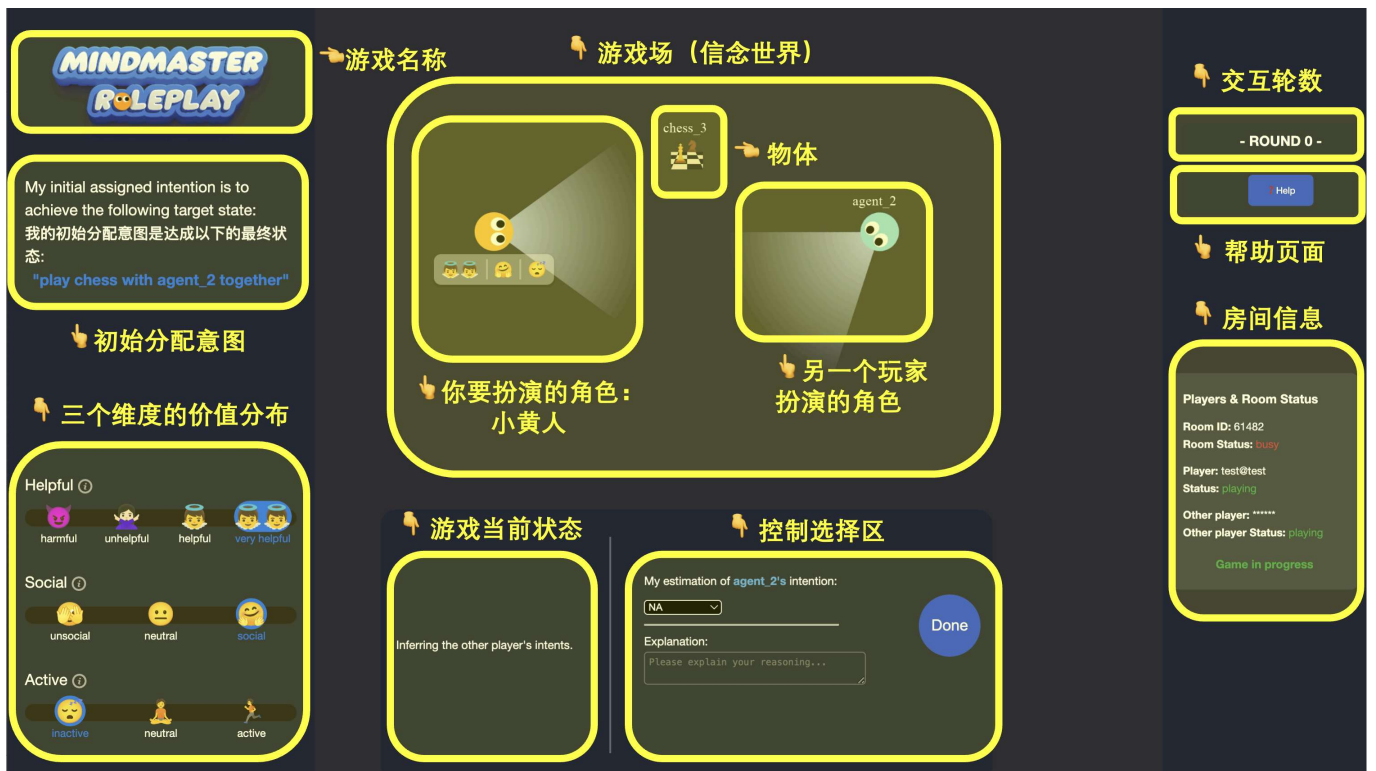 MINDMASTER
ROLEPLAY
游戏名称
My initial assigned intention is to
achieve the following target state:
我的初始分配意图是达成以下的最终状
态:
"play chess with agent_2 together"
初始分配意图
三个维度的价值分布
Helpful
harmful unhelpful helpful very helpful
Social
unsocial neutral social
Active
inactive neutral active
游戏场（信念世界）
chess_3
物体
agent_2
你要扮演的角色：
小黄人
另一个玩家
扮演的角色
游戏当前状态
Inferring the other player's intents.
控制选择区
My estimation of agent_2's intention:
NA
Explanation:
Please explain your reasoning...
Done
交互轮数
- ROUND 0 -
Help
帮助页面
房间信息
Players & Room Status
Room ID: 61482
Room Status: busy
Player: test@test
Status: playing
Other player: ******
Other player Status: playing
Game in progress